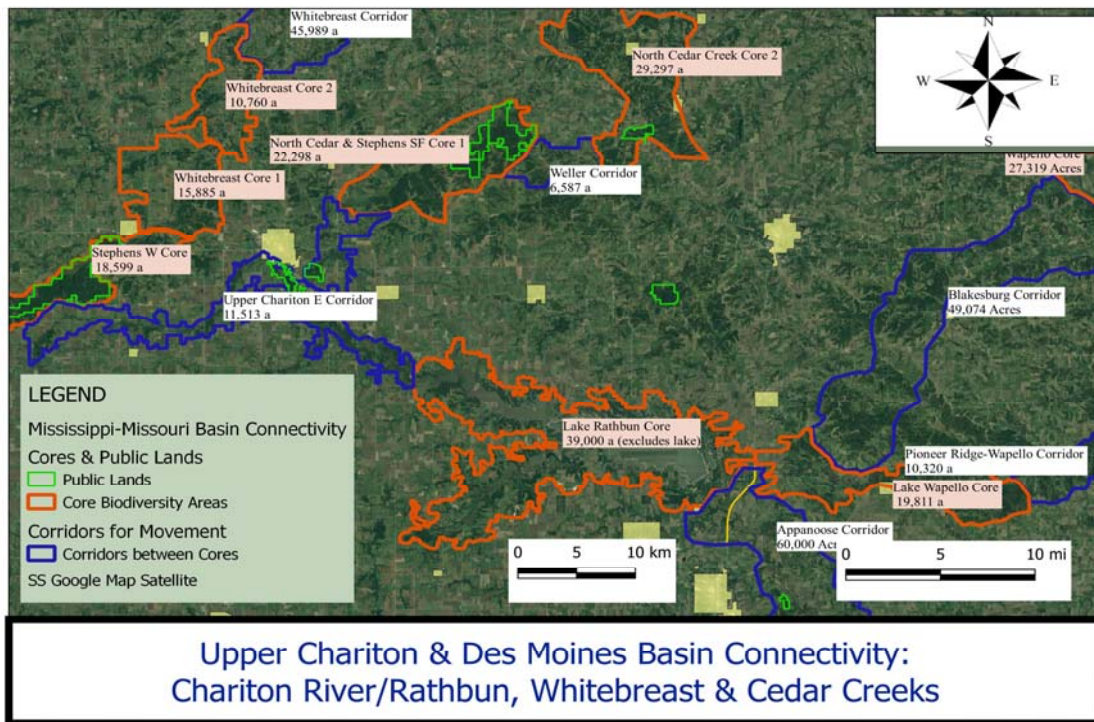 Whitebreast Corridor
45,989 a
N
W
E
S
North Cedar Creek Core 2
29,297 a
Whitebreast Core 2
10,760 a
North Cedar & Stephens SF Core 1
22,298 a
Wapello Core
27,319 Acres
Whitebreast Core 1
15,885 a
Weller Corridor
6,587 a
Stephens W Core
18,599 a
Upper Chariton E Corridor
11,513 a
Blakesburg Corridor
49,074 Acres
LEGEND
Mississippi-Missouri Basin Connectivity
Cores & Public Lands
Public Lands
Core Biodiversity Areas
Corridors for Movement
Corridors between Cores
SS Google Map Satellite
Lake Rathbun Core
39,000 a (excludes lake)
Pioneer Ridge-Wapello Corridor
10,320 a
Lake Wapello Core
19,811 a
Appanoose Corridor
60,000 Acr
0 5 10 km
0 5 10 mi
Upper Chariton & Des Moines Basin Connectivity:
Chariton River/Rathbun, Whitebreast & Cedar Creeks